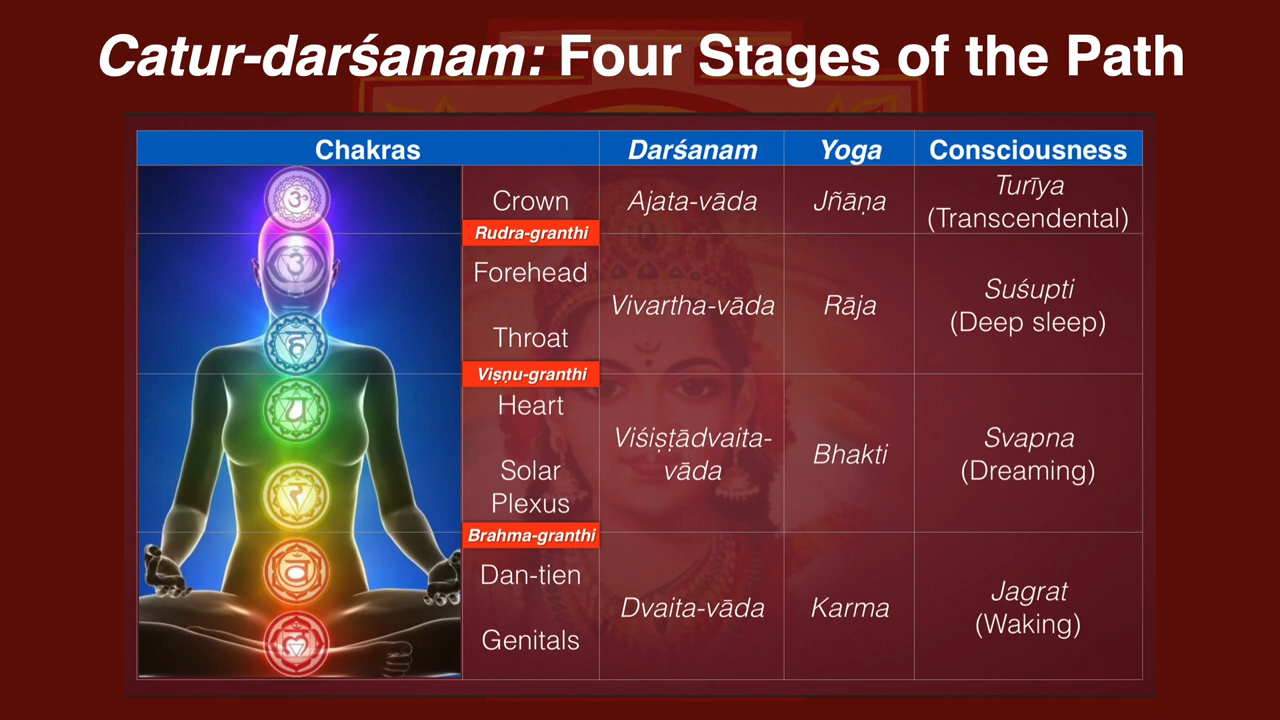 Catur-darśanam: Four Stages of the Path
Chakras
Darśanam
Yoga
Consciousness
ॐ
Crown
Ajata-vāda
Jñāṇa
Turīya
(Transcendental)
Rudra-granthi
Forehead
Throat
Vivartha-vāda
Rāja
Suśupti
(Deep sleep)
हं
Viṣṇu-granthi
Heart
Solar
Plexus
Viśiṣṭādvaita-
vāda
Bhakti
Svapna
(Dreaming)
Brahma-granthi
Dan-tien
Genitals
Dvaita-vāda
Karma
Jagrat
(Waking)